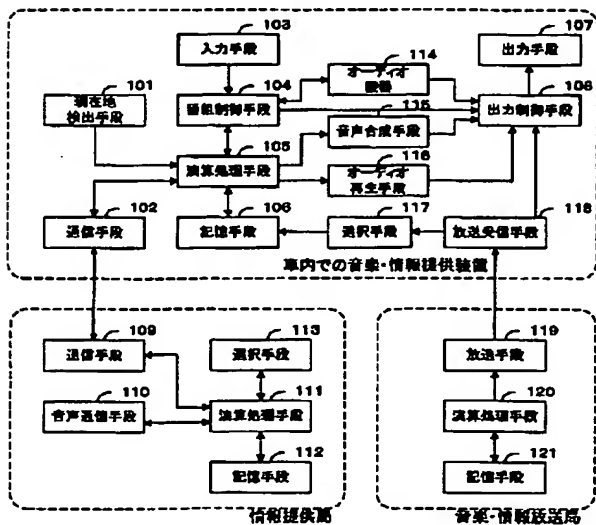 103
入力手段
107
出力手段
101
現在地
検出手段
104
番組制御手段
114
オーディオ
機器
108
出力制御手段
115
音声合成手段
105
演算処理手段
116
オーディオ
再生手段
102
通信手段
106
記憶手段
117
選択手段
118
放送受信手段
車内での音楽・情報提供装置
109
通信手段
113
選択手段
110
音声通信手段
111
演算処理手段
112
記憶手段
情報提供局
119
放送手段
120
演算処理手段
121
記憶手段
音楽・情報放送局